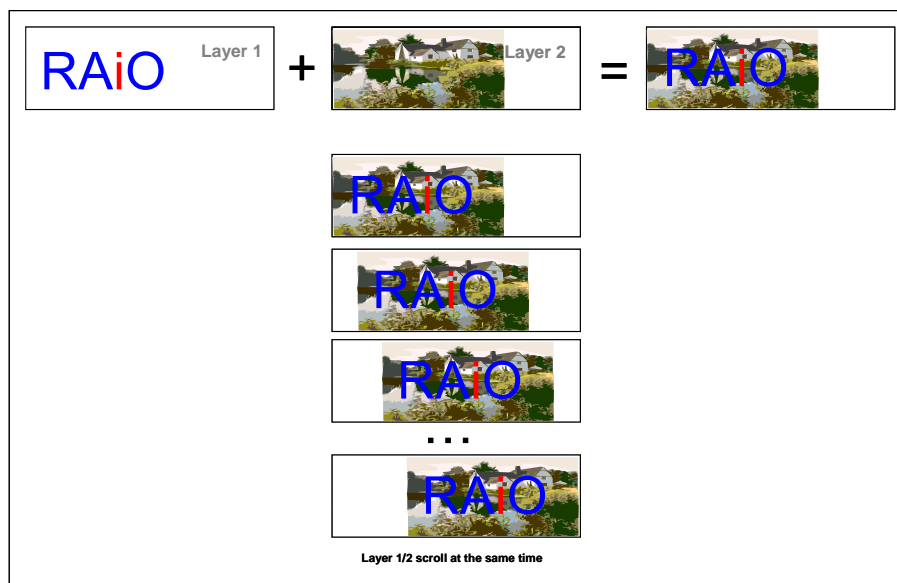 RAiO Layer 1 + Layer 2 = RAiO
RAiO
RAiO
RAiO
...
RAiO
Layer 1/2 scroll at the same time